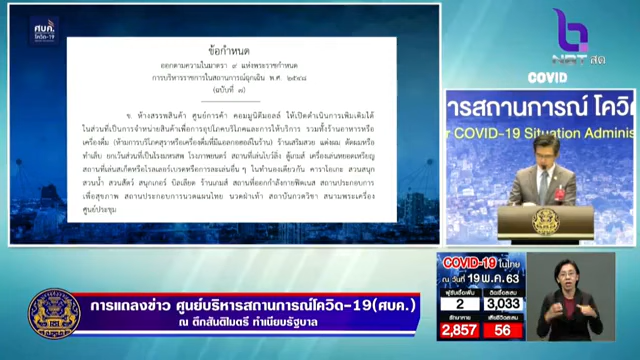 ศบค.
โควิด-19
ข้อกำหนด
ออกตามความในมาตรา ๙ แห่งพระราชกำหนด
การบริหารราชการในสถานการณ์ฉุกเฉิน พ.ศ. ๒๕๔๘
(ฉบับที่ ๗)
ข. ห้างสรรพสินค้า ศูนย์การค้า คอมมูนิตีมอลล์ ให้เปิดดำเนินการเพิ่มเติมได้
ในส่วนที่เป็นการจำหน่ายสินค้าเพื่อการอุปโภคบริโภคและการให้บริการ รวมทั้งร้านอาหารหรือ
เครื่องดื่ม (ห้ามการบริโภคสุราหรือเครื่องดื่มที่มีแอลกอฮอล์ในร้าน) ร้านเสริมสวย แต่งผม ตัดผมหรือ
ทำเล็บ ยกเว้นส่วนที่เป็นโรงมหรสพ โรงภาพยนตร์ สถานที่เล่นโบว์ลิ่ง ตู้เกมส์ เครื่องเล่นหยอดเหรียญ
สถานที่เล่นสเก็ตหรือโรลเลอร์เบรดหรือการละเล่นอื่น ๆ ในทำนองเดียวกัน คาราโอเกะ สวนสนุก
สวนน้ำ สวนสัตว์ สนุกเกอร์ บิลเลียด ร้านเกมส์ สถานที่ออกกำลังกายฟิตเนส สถานประกอบการ
เพื่อสุขภาพ สถานประกอบการนวดแผนไทย นวดฝ่าเท้า สถาบันกวดวิชา สนามพระเครื่อง
ศูนย์ประชุม
NBT สด
COVID
ารสถานการณ์ โควิ
r COVID-19 Situation Adminis
การแถลงข่าว ศูนย์บริหารสถานการณ์โควิด-19(ศบค.)
ณ ตึกสันติไมตรี ทำเนียบรัฐบาล
COVID-19 ในไทย
ณ วันที่ 19 พ.ค. 63
ผู้ป่วยเพิ่ม ติดเชื้อสะสม
2 3,033
รักษาหาย เสียชีวิตสะสม
2,857 56